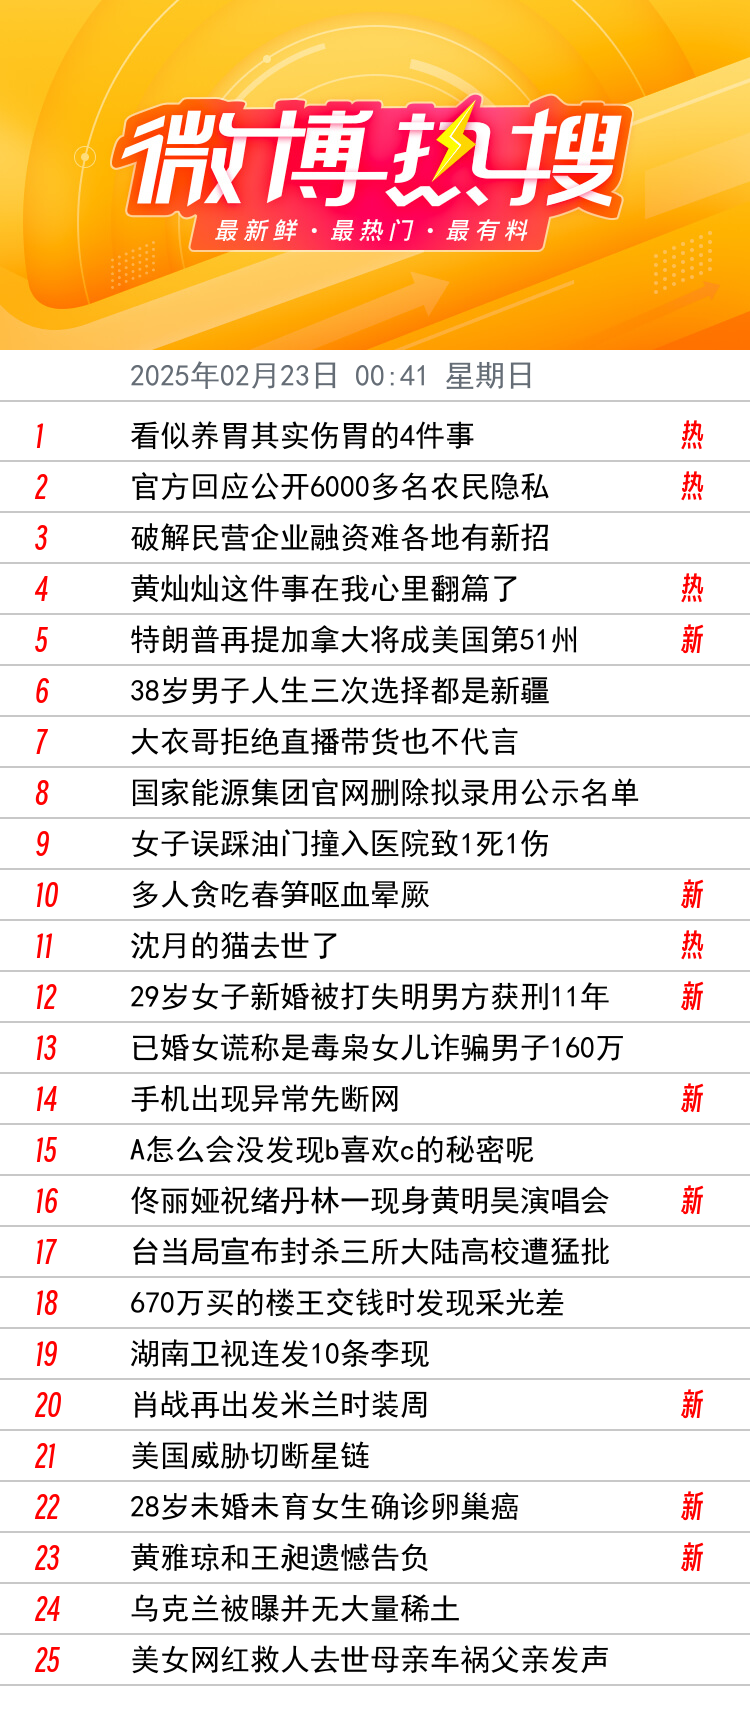 微博热搜
最新鲜·最热门·最有料
2025年02月23日 00:41 星期日
1 看似养胃其实伤胃的4件事 热
2 官方回应公开6000多名农民隐私 热
3 破解民营企业融资难各地有新招
4 黄灿灿这件事在我心里翻篇了 热
5 特朗普再提加拿大将成美国第51州 新
6 38岁男子人生三次选择都是新疆
7 大衣哥拒绝直播带货也不代言
8 国家能源集团官网删除拟录用公示名单
9 女子误踩油门撞入医院致1死1伤
10 多人贪吃春笋呕血晕厥 新
11 沈月的猫去世了 热
12 29岁女子新婚被打失明男方获刑11年 新
13 已婚女谎称是毒枭女儿诈骗男子160万
14 手机出现异常先断网 新
15 A怎么会没发现b喜欢c的秘密呢
16 佟丽娅祝绪丹林一现身黄明昊演唱会 新
17 台当局宣布封杀三所大陆高校遭猛批
18 670万买的楼王交钱时发现采光差
19 湖南卫视连发10条李现
20 肖战再出发米兰时装周 新
21 美国威胁切断星链
22 28岁未婚未育女生确诊卵巢癌 新
23 黄雅琼和王昶遗憾告负 新
24 乌克兰被曝并无大量稀土
25 美女网红救人去世母亲车祸父亲发声